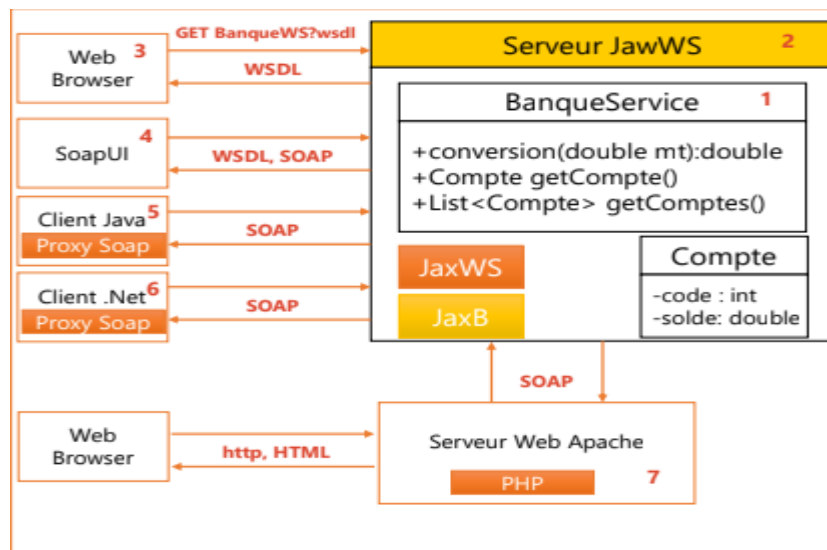 GET BanqueWS?wsdl
Web
Browser
3
WSDL
Serveur JawWS
2
BanqueService
1
+conversion(double mt):double
+Compte getCompte()
+List<Compte> getComptes()
SoapUI
4
WSDL, SOAP
Client Java
5
Proxy Soap
SOAP
Client .Net
6
Proxy Soap
SOAP
JaxWS
JaxB
Compte
-code : int
-solde: double
SOAP
Web
Browser
http, HTML
Serveur Web Apache
PHP
7